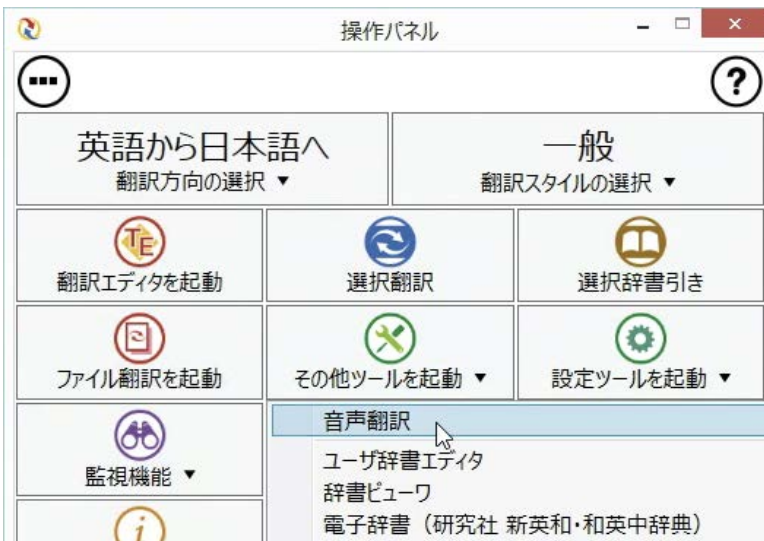 操作パネル
英語から日本語へ
翻訳方向の選択 ▼
一般
翻訳スタイルの選択 ▼
TE
翻訳エディタを起動
選択翻訳
選択辞書引き
ファイル翻訳を起動
その他ツールを起動 ▼
設定ツールを起動 ▼
監視機能 ▼
音声翻訳
ユーザ辞書エディタ
辞書ビューワ
電子辞書（研究社 新英和・和英中辞典）